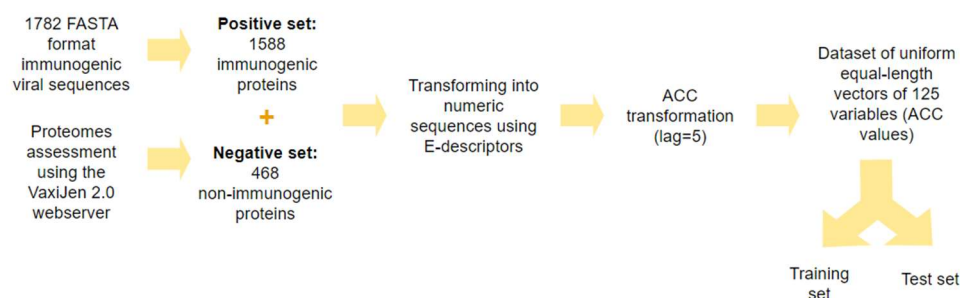 1782 FASTA
format
immunogenic
viral sequences
Proteomes
assessment
using the
VaxiJen 2.0
webserver
Positive set:
1588
immunogenic
proteins
+
Negative set:
468
non-immunogenic
proteins
Transforming into
numeric
sequences using
E-descriptors
ACC
transformation
(lag=5)
Dataset of uniform
equal-length
vectors of 125
variables (ACC
values)
Training
set
Test set